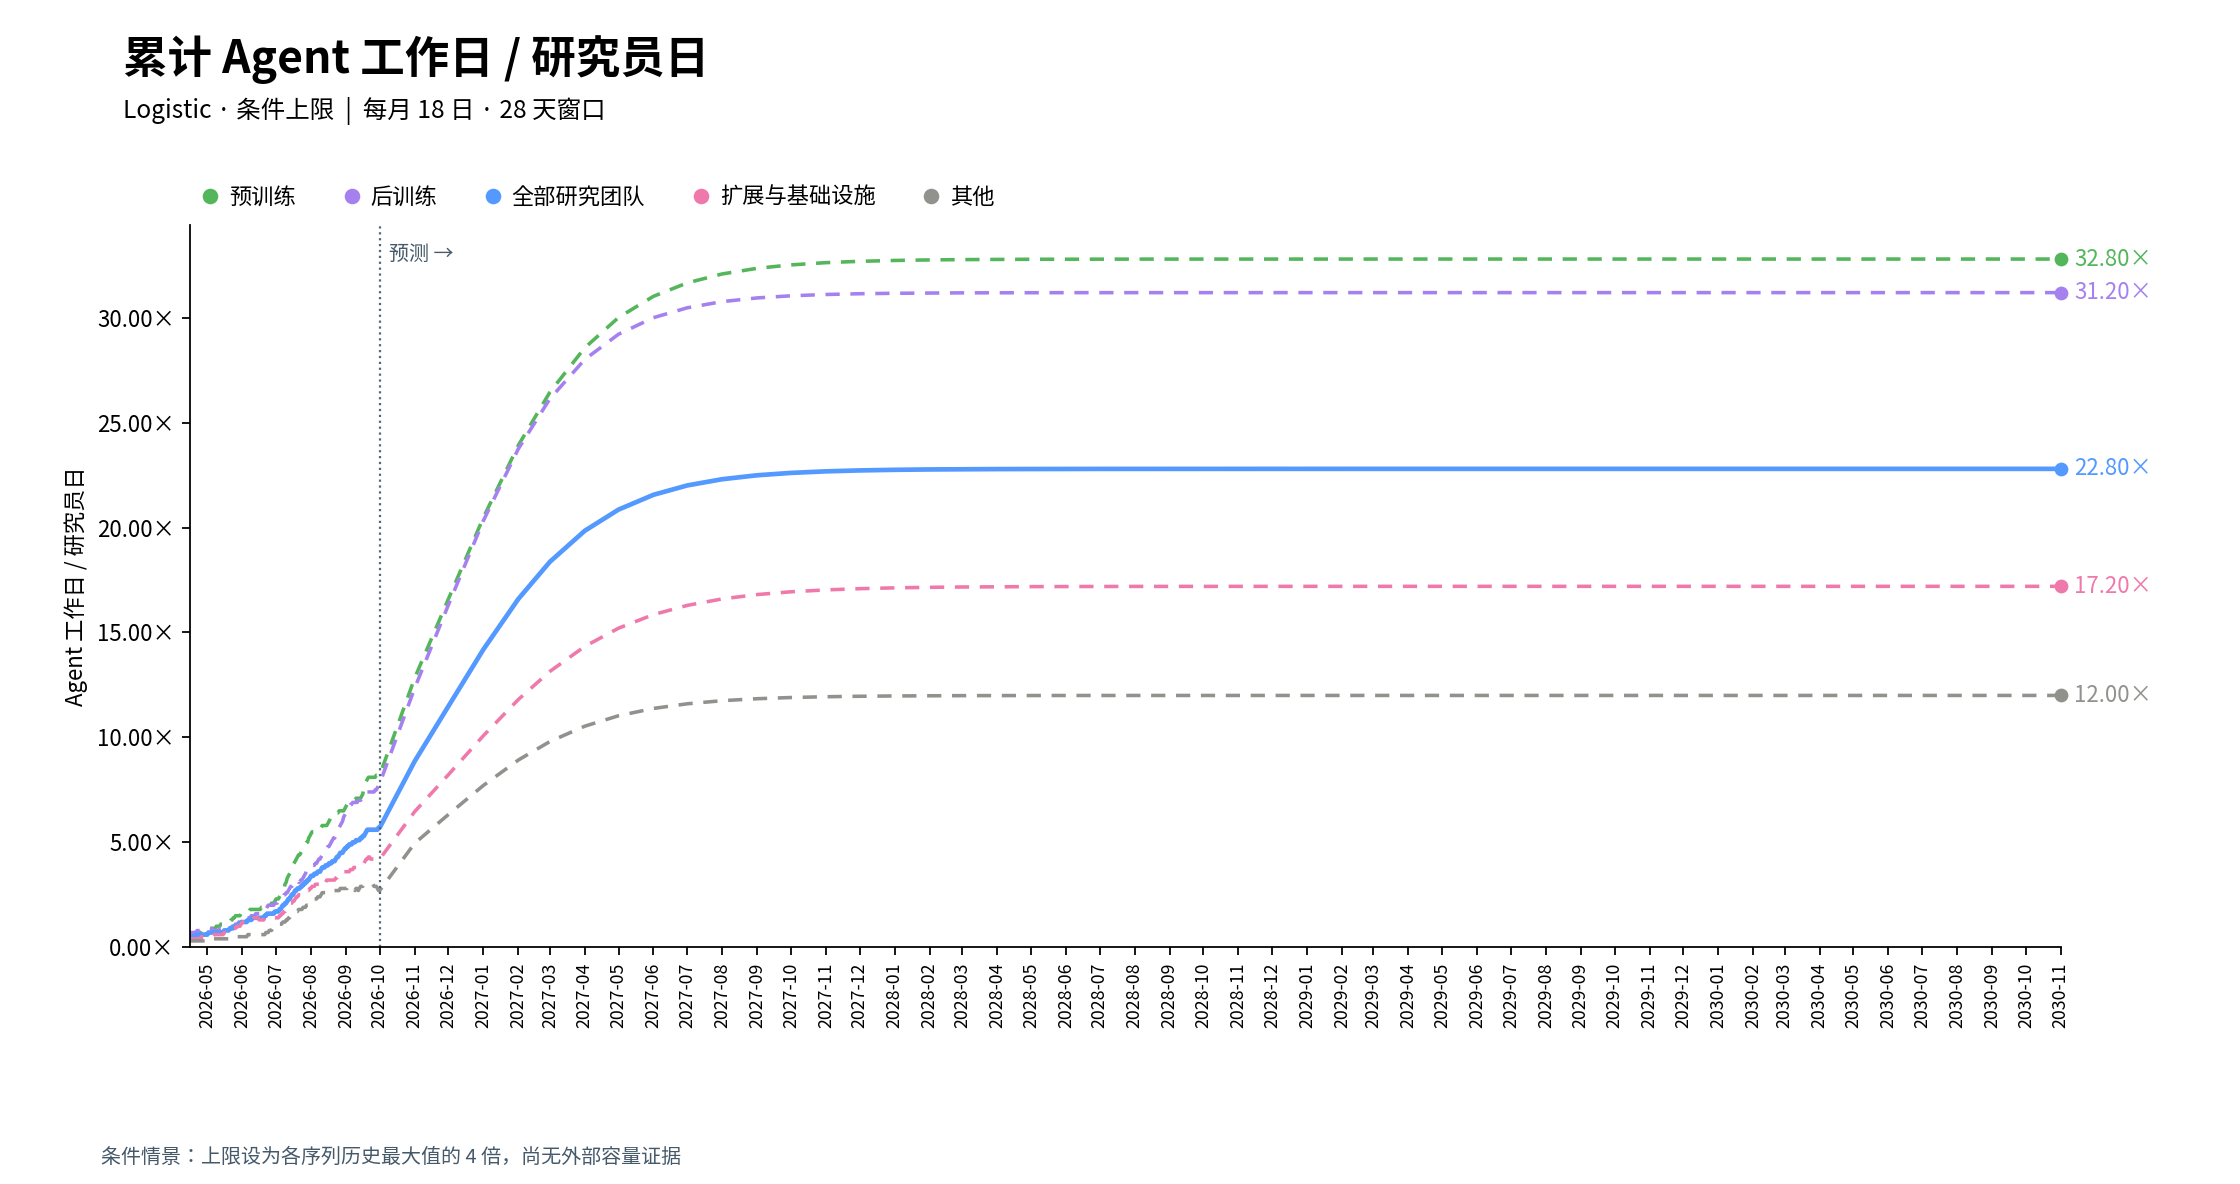 累计 Agent 工作日 / 研究员日
Logistic · 条件上限 | 每月 18 日 · 28 天窗口
预训练 后训练 全部研究团队 扩展与基础设施 其他
预测 →
32.80×
31.20×
30.00×
25.00×
22.80×
20.00×
17.20×
15.00×
12.00×
10.00×
5.00×
0.00×
Agent 工作日 / 研究员日
2026-05 2026-06 2026-07 2026-08 2026-09 2026-10 2026-11 2026-12 2027-01 2027-02 2027-03 2027-04 2027-05 2027-06 2027-07 2027-08 2027-09 2027-10 2027-11 2027-12 2028-01 2028-02 2028-03 2028-04 2028-05 2028-06 2028-07 2028-08 2028-09 2028-10 2028-11 2028-12 2029-01 2029-02 2029-03 2029-04 2029-05 2029-06 2029-07 2029-08 2029-09 2029-10 2029-11 2029-12 2030-01 2030-02 2030-03 2030-04 2030-05 2030-06 2030-07 2030-08 2030-09 2030-10 2030-11
条件情景：上限设为各序列历史最大值的 4 倍，尚无外部容量证据